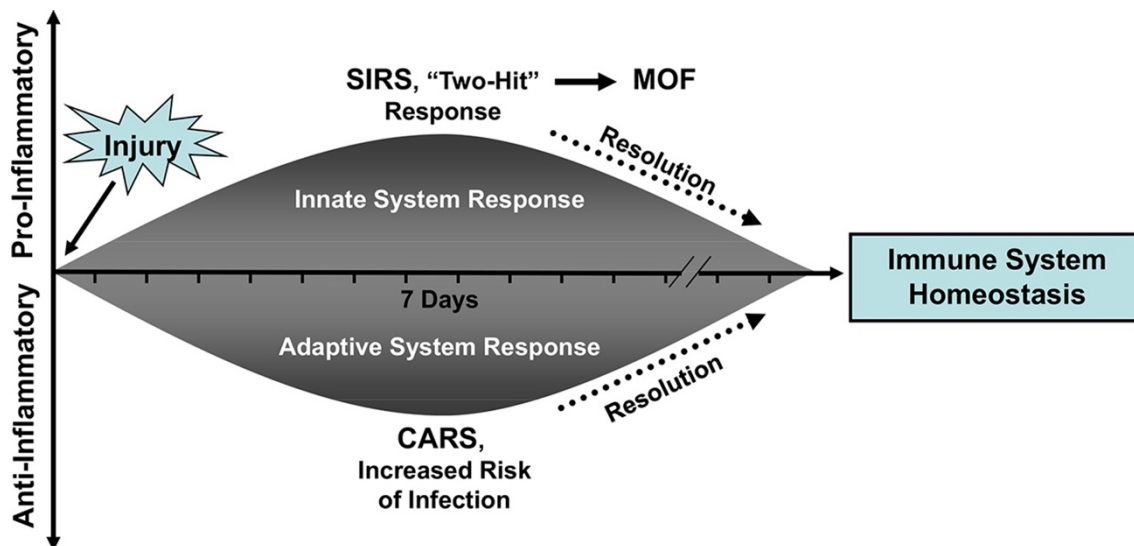 Pro-Inflammatory
Anti-Inflammatory
Injury
SIRS, “Two-Hit”
Response
MOF
Resolution
Innate System Response
7 Days
Adaptive System Response
Resolution
CARS,
Increased Risk
of Infection
Immune System
Homeostasis